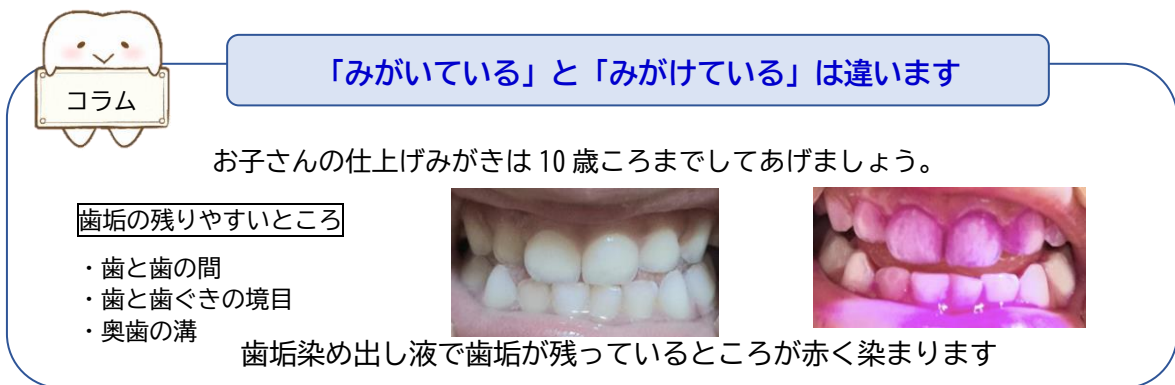 コラム
「みがいている」と「みがけている」は違います
お子さんの仕上げみがきは10歳ころまでしてあげましょう。
歯垢の残りやすいところ
・歯と歯の間
・歯と歯ぐきの境目
・奥歯の溝
歯垢染め出し液で歯垢が残っているところが赤く染まります